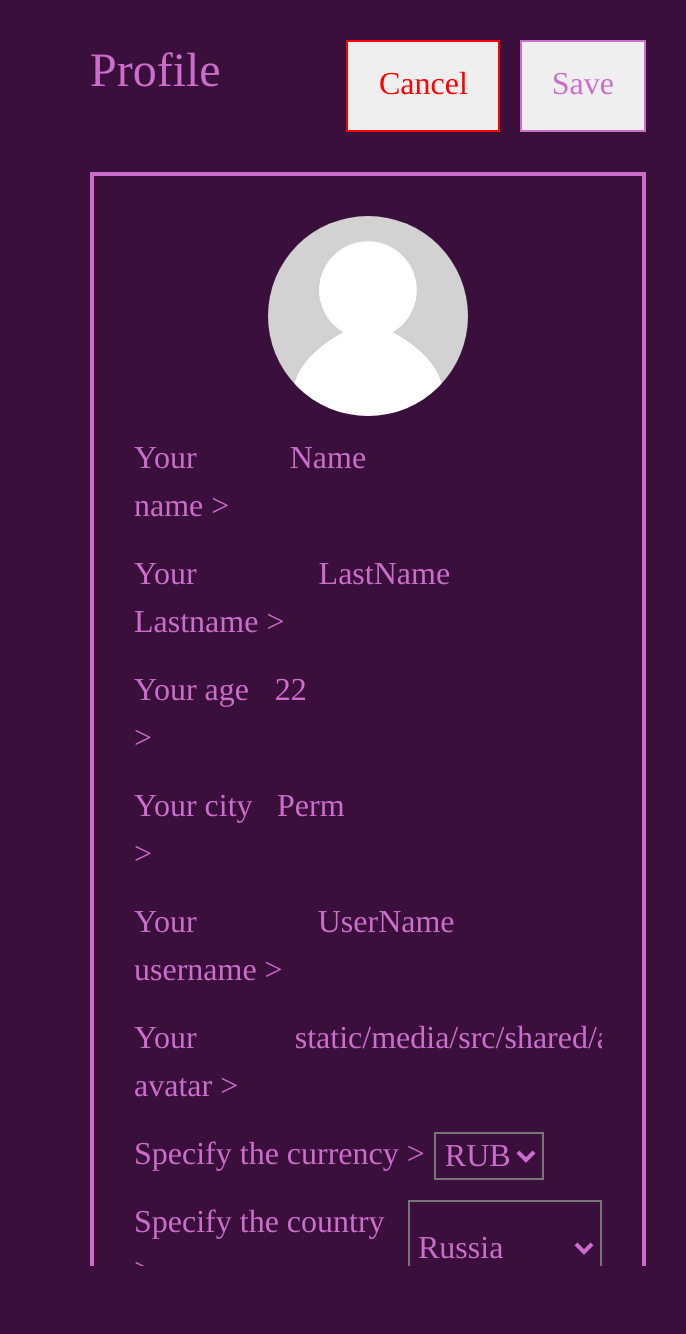 Profile Cancel Save
Your Name
name >
Your LastName
Lastname >
Your age 22
>
Your city Perm
>
Your UserName
username >
Your static/media/src/shared/a
avatar >
Specify the currency > RUB
Specify the country
Russia
>